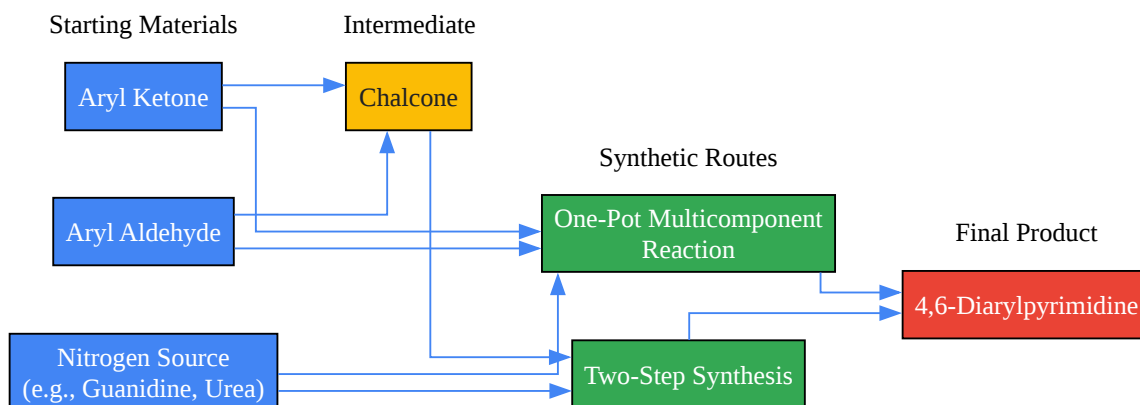 Starting Materials
Intermediate
Aryl Ketone
Chalcone
Synthetic Routes
Aryl Aldehyde
One-Pot Multicomponent
Reaction
Final Product
4,6-Diarylpyrimidine
Nitrogen Source
(e.g., Guanidine, Urea)
Two-Step Synthesis